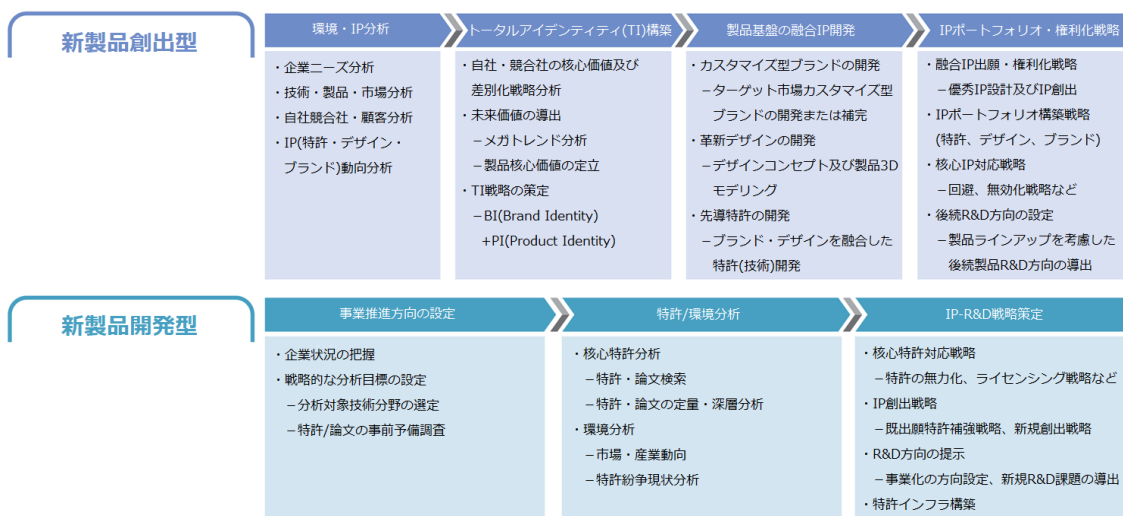 新製品創出型
環境・IP分析
・企業ニーズ分析
・技術・製品・市場分析
・自社競合社・顧客分析
・IP(特許・デザイン・
ブランド)動向分析
トータルアイデンティティ(TI)構築
・自社・競合社の核心価値及び
差別化戦略分析
・未来価値の導出
－メガトレンド分析
－製品核心価値の定立
・TI戦略の策定
－BI(Brand Identity)
+PI(Product Identity)
製品基盤の融合IP開発
・カスタマイズ型ブランドの開発
－ターゲット市場カスタマイズ型
ブランドの開発または補完
・革新デザインの開発
－デザインコンセプト及び製品3D
モデリング
・先導特許の開発
－ブランド・デザインを融合した
特許(技術)開発
IPポートフォリオ・権利化戦略
・融合IP出願・権利化戦略
－優秀IP設計及びIP創出
・IPポートフォリオ構築戦略
(特許、デザイン、ブランド)
・核心IP対応戦略
－回避、無効化戦略など
・後続R&D方向の設定
－製品ラインアップを考慮した
後続製品R&D方向の導出
新製品開発型
事業推進方向の設定
・企業状況の把握
・戦略的な分析目標の設定
－分析対象技術分野の選定
－特許/論文の事前予備調査
特許/環境分析
・核心特許分析
－特許・論文検索
－特許・論文の定量・深層分析
・環境分析
－市場・産業動向
－特許紛争現状分析
IP-R&D戦略策定
・核心特許対応戦略
－特許の無力化、ライセンシング戦略など
・IP創出戦略
－既出願特許補強戦略、新規創出戦略
・R&D方向の提示
－事業化の方向設定、新規R&D課題の導出
・特許インフラ構築